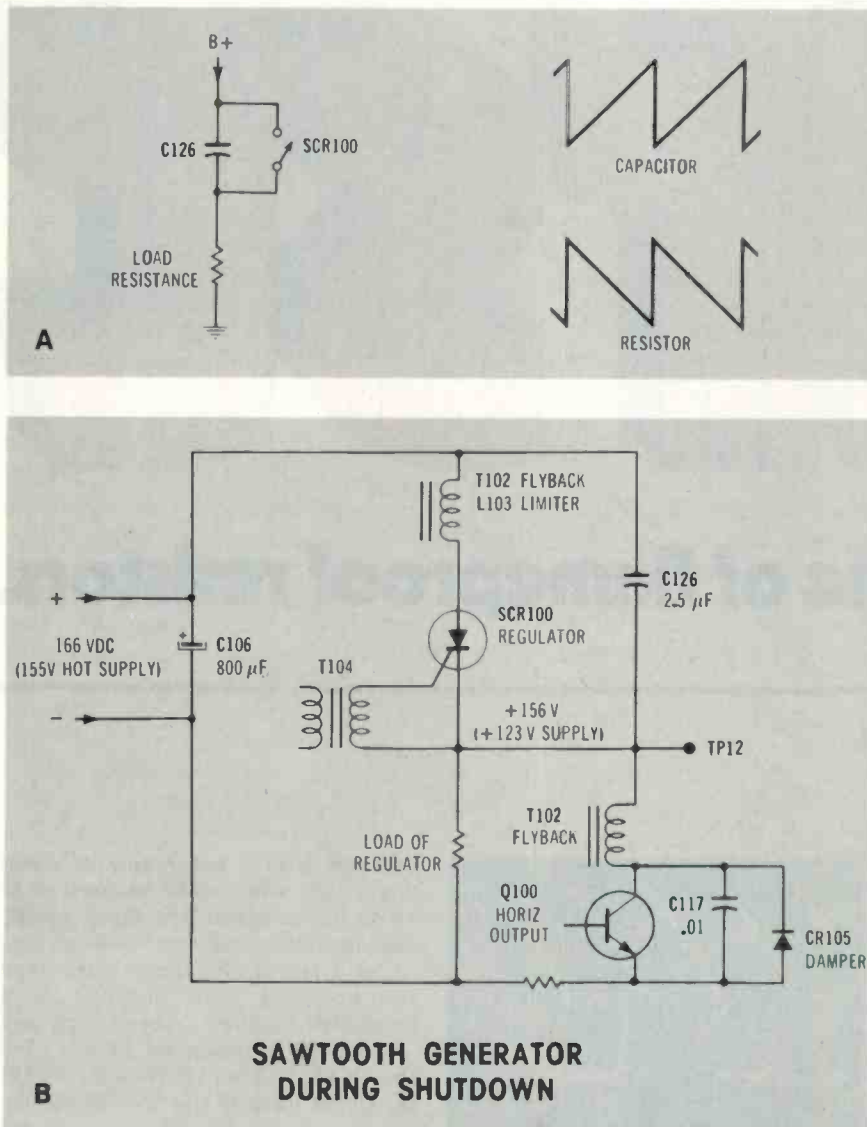 B+
C126
SCR100
LOAD
RESISTANCE
A
CAPACITOR
RESISTOR
T102 FLYBACK
L103 LIMITER
C126
2.5 μF
SCR100
REGULATOR
+
166 VDC
(155V HOT SUPPLY)
-
+
C106
800 μF
T104
+156 V
(+123 V SUPPLY)
TP12
T102
FLYBACK
LOAD OF
REGULATOR
Q100
HORIZ
OUTPUT
C117
.01
CR105
DAMPER
SAWTOOTH GENERATOR
DURING SHUTDOWN
B